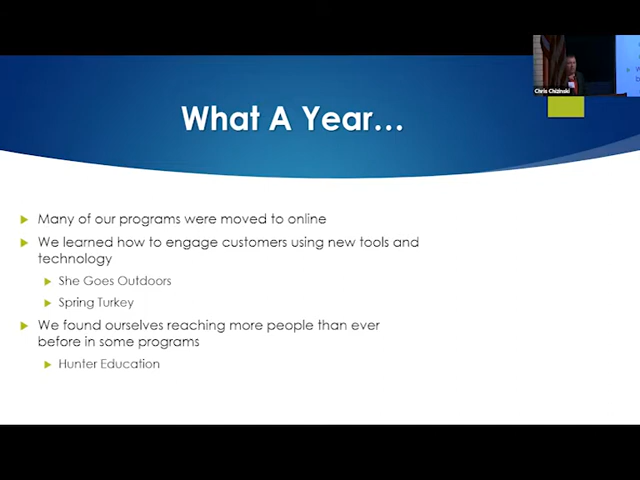 What A Year...
Many of our programs were moved to online
We learned how to engage customers using new tools and
technology
She Goes Outdoors
Spring Turkey
We found ourselves reaching more people than ever
before in some programs
Hunter Education
Chris Chizinski